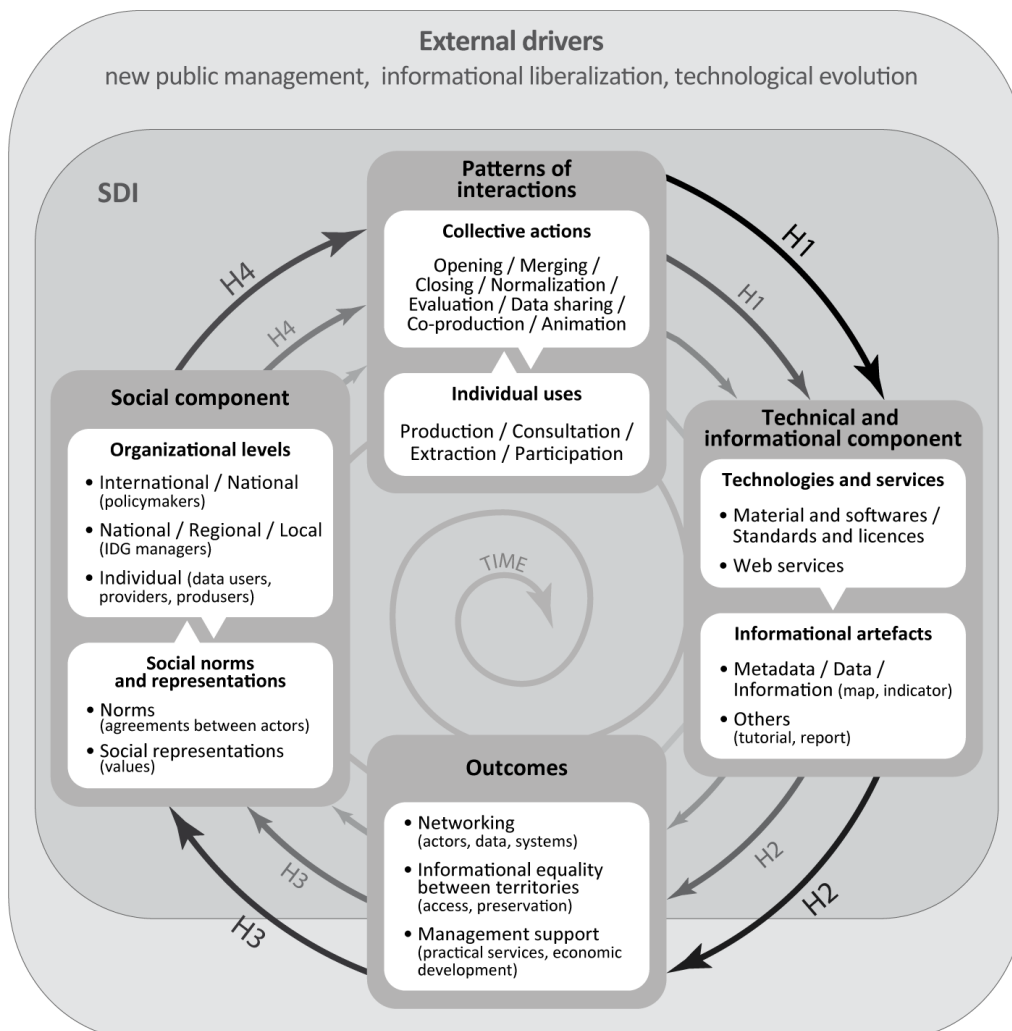 External drivers
new public management, informational liberalization, technological evolution
SDI
Patterns of
interactions
Collective actions
Opening / Merging /
Closing / Normalization /
Evaluation / Data sharing /
Co-production / Animation
Individual uses
Production / Consultation /
Extraction / Participation
H1
H1
H4
H4
Social component
Organizational levels
• International / National
(policymakers)
• National / Regional / Local
(IDG managers)
• Individual (data users,
providers, produsers)
Social norms
and representations
• Norms
(agreements between actors)
• Social representations
(values)
TIME
Technical and
informational component
Technologies and services
• Material and softwares /
Standards and licences
• Web services
Informational artefacts
• Metadata / Data /
Information (map, indicator)
• Others
(tutorial, report)
Outcomes
• Networking
(actors, data, systems)
• Informational equality
between territories
(access, preservation)
• Management support
(practical services, economic
development)
H3
H3
H2
H2